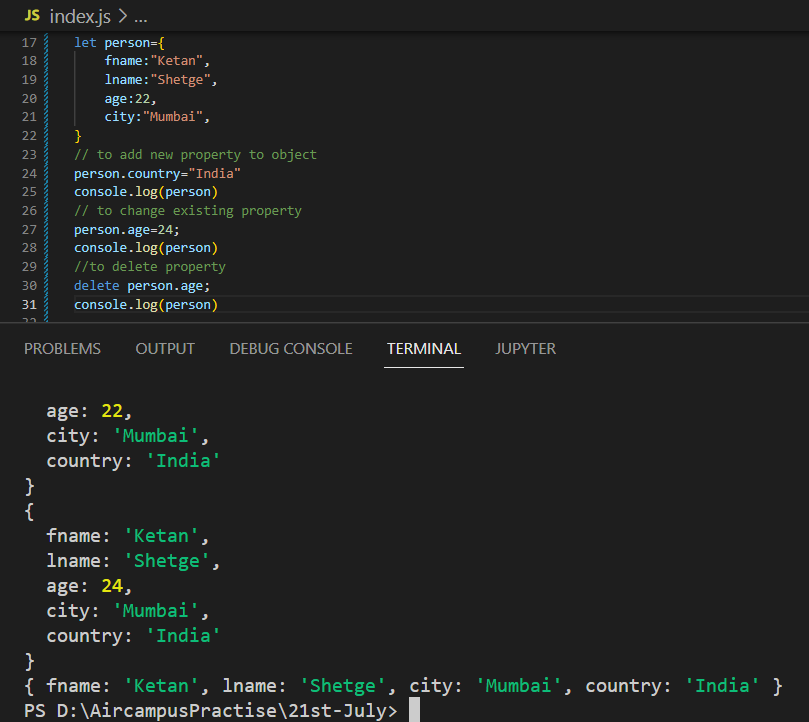 JS index.js > ...
17 let person={
18 fname:"Ketan",
19 lname:"Shetge",
20 age:22,
21 city:"Mumbai",
22 }
23 // to add new property to object
24 person.country="India"
25 console.log(person)
26 // to change existing property
27 person.age=24;
28 console.log(person)
29 //to delete property
30 delete person.age;
31 console.log(person)
32
PROBLEMS OUTPUT DEBUG CONSOLE TERMINAL JUPYTER
age: 22,
city: 'Mumbai',
country: 'India'
}
{
fname: 'Ketan',
lname: 'Shetge',
age: 24,
city: 'Mumbai',
country: 'India'
}
{ fname: 'Ketan', lname: 'Shetge', city: 'Mumbai', country: 'India' }
PS D:\AircampusPractise\21st-July>